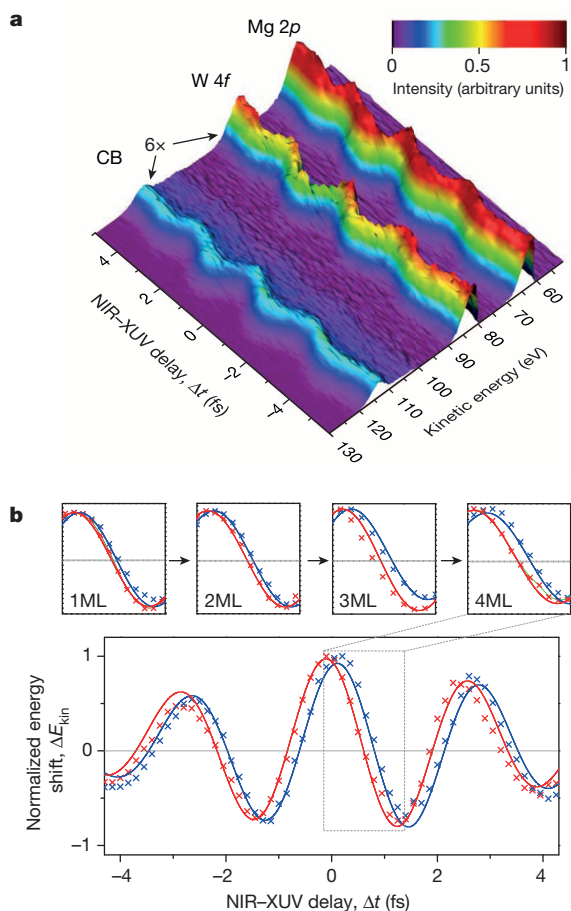 a
Mg 2p
W 4f
6×
CB
0 0.5 1
Intensity (arbitrary units)
4 2 0 -2 -4
NIR–XUV delay, Δt (fs)
130 120 110 100 90 80 70 60
Kinetic energy (eV)
b
1ML 2ML 3ML 4ML
Normalized energy
shift, ΔEkin
1
0
–1
–4 –2 0 2 4
NIR-XUV delay, Δt (fs)